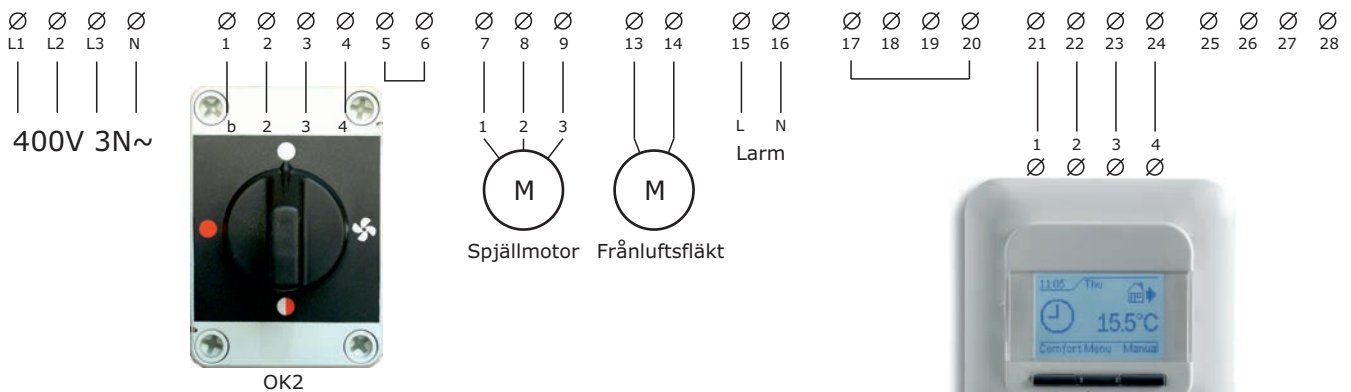 L1 L2 L3 N 1 2 3 4 5 6 7 8 9 13 14 15 16 17 18 19 20 21 22 23 24 25 26 27 28
400V 3N~
b 2 3 4
1 2 3
L N
Larm
1 2 3 4
M
M
Spjällmotor
Frånluftsfläkt
11:05 Thu
15.5°C
Comfort Menu Manual
OK2